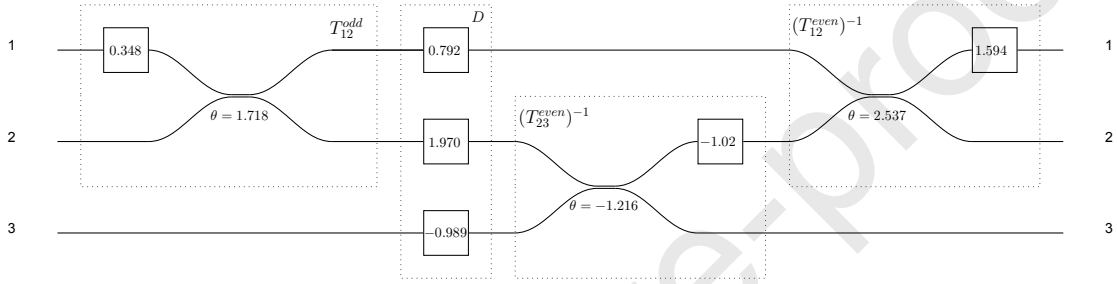 T_{12}^{odd}
D
(T_{12}^{even})^{-1}
1
0.348
0.792
1.594
1
θ = 1.718
(T_{23}^{even})^{-1}
θ = 2.537
2
1.970
−1.02
2
θ = −1.216
3
−0.989
3